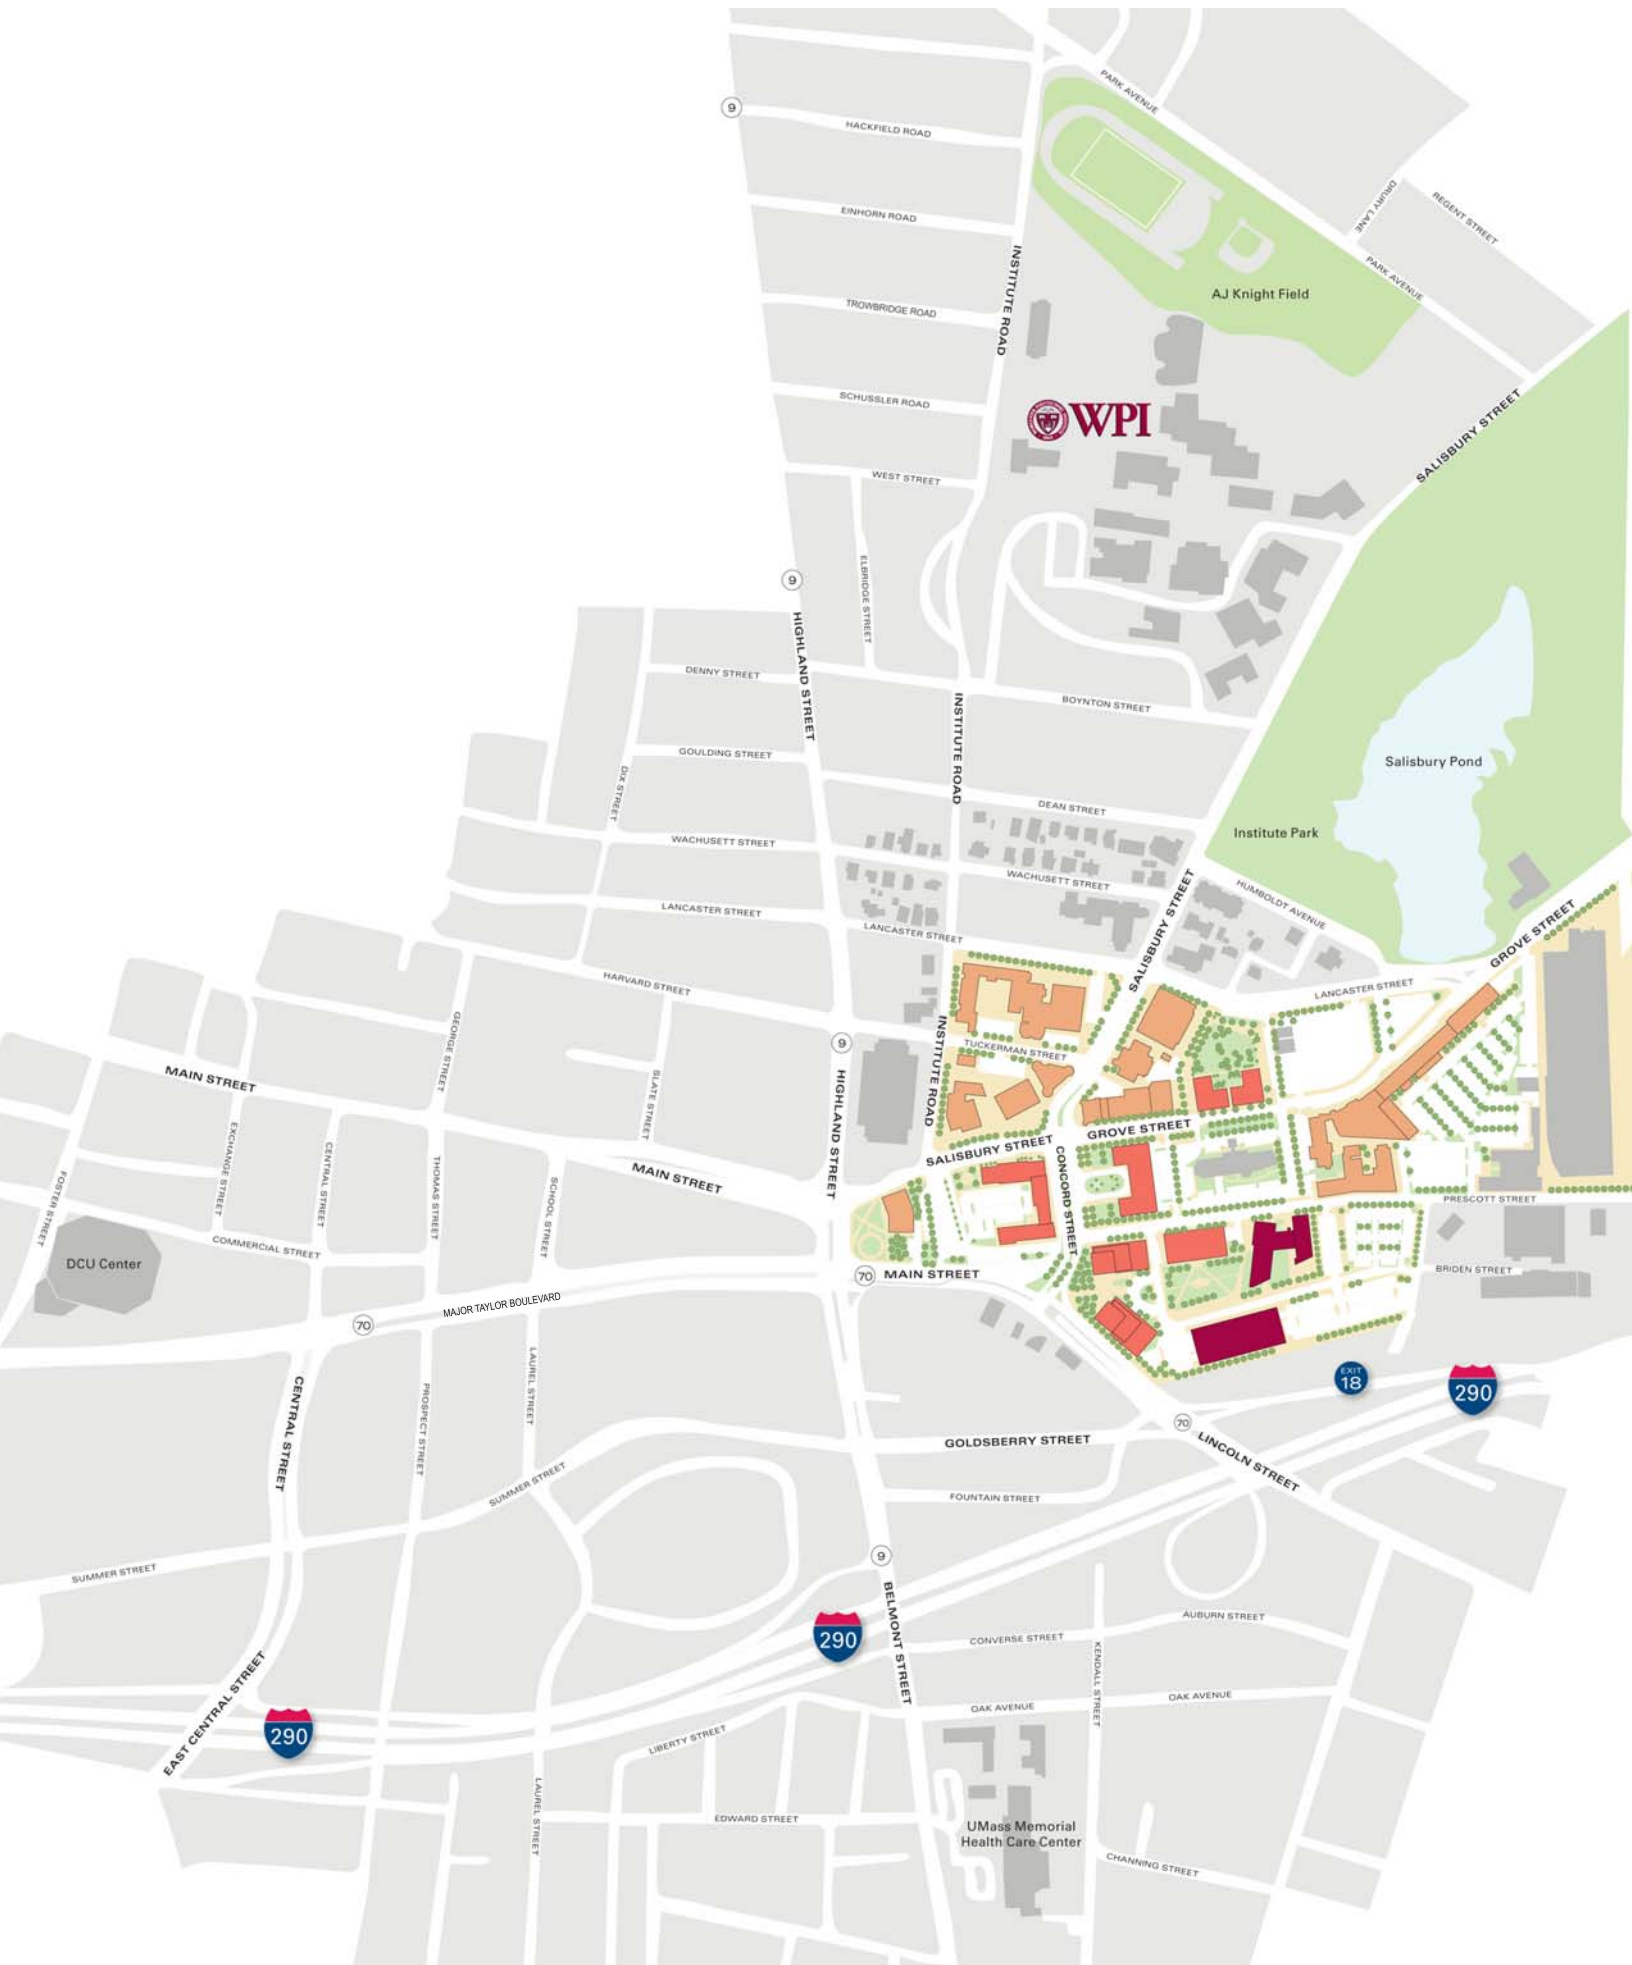 PARK AVENUE
9
HACKFIELD ROAD
DRURY LANE
REGENT STREET
EINHORN ROAD
INSTITUTE ROAD
PARK AVENUE
AJ Knight Field
TROWBRIDGE ROAD
SCHUSSLER ROAD
WPI
SALISBURY STREET
WEST STREET
9
ELBRIDGE STREET
HIGHLAND STREET
DENNY STREET
INSTITUTE ROAD
BOYNTON STREET
GOULDING STREET
Salisbury Pond
DIX STREET
DEAN STREET
Institute Park
WACHUSETT STREET
WACHUSETT STREET
SALISBURY STREET
HUMBOLDT AVENUE
LANCASTER STREET
LANCASTER STREET
GROVE STREET
HARVARD STREET
LANCASTER STREET
GEORGE STREET
INSTITUTE ROAD
TUCKERMAN STREET
9
MAIN STREET
SLATE STREET
HIGHLAND STREET
EXCHANGE STREET
CENTRAL STREET
THOMAS STREET
SCHOOL STREET
MAIN STREET
SALISBURY STREET
GROVE STREET
CONCORD STREET
FOSTER STREET
PRESCOTT STREET
COMMERCIAL STREET
DCU Center
70
MAIN STREET
BRIDEN STREET
MAJOR TAYLOR BOULEVARD
70
CENTRAL STREET
PROSPECT STREET
LAUREL STREET
EXIT
18
290
70
GOLDSBERRY STREET
LINCOLN STREET
SUMMER STREET
FOUNTAIN STREET
SUMMER STREET
9
BELMONT STREET
290
AUBURN STREET
CONVERSE STREET
KENDALL STREET
EAST CENTRAL STREET
290
OAK AVENUE
OAK AVENUE
LIBERTY STREET
LAUREL STREET
EDWARD STREET
UMass Memorial
Health Care Center
CHANNING STREET